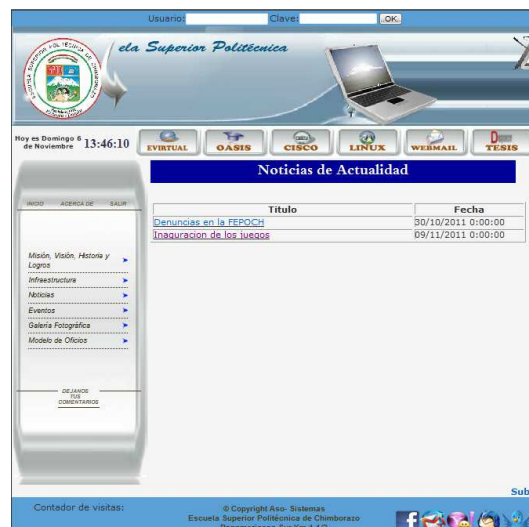 Usuario: Clave: OK
ela Superior Politécnica
Hoy es Domingo 6 de Noviembre 13:46:10
EVIRTUAL OASIS CISCO LINUX WEBMAIL TESIS
Noticias de Actualidad
INICIO ACERCA DE SALIR
Titulo Fecha
Denuncias en la FEPOCH 30/10/2011 0:00:00
Inaguracion de los juegos 09/11/2011 0:00:00
Misión, Visión, Historia y
Logros
Infraestructura
Noticias
Eventos
Galería Fotográfica
Modelo de Oficios
DEJANOS
TUS
COMENTARIOS
Sub
Contador de visitas:
© Copyright Aso- Sistemas
Escuela Superior Politécnica de Chimborazo